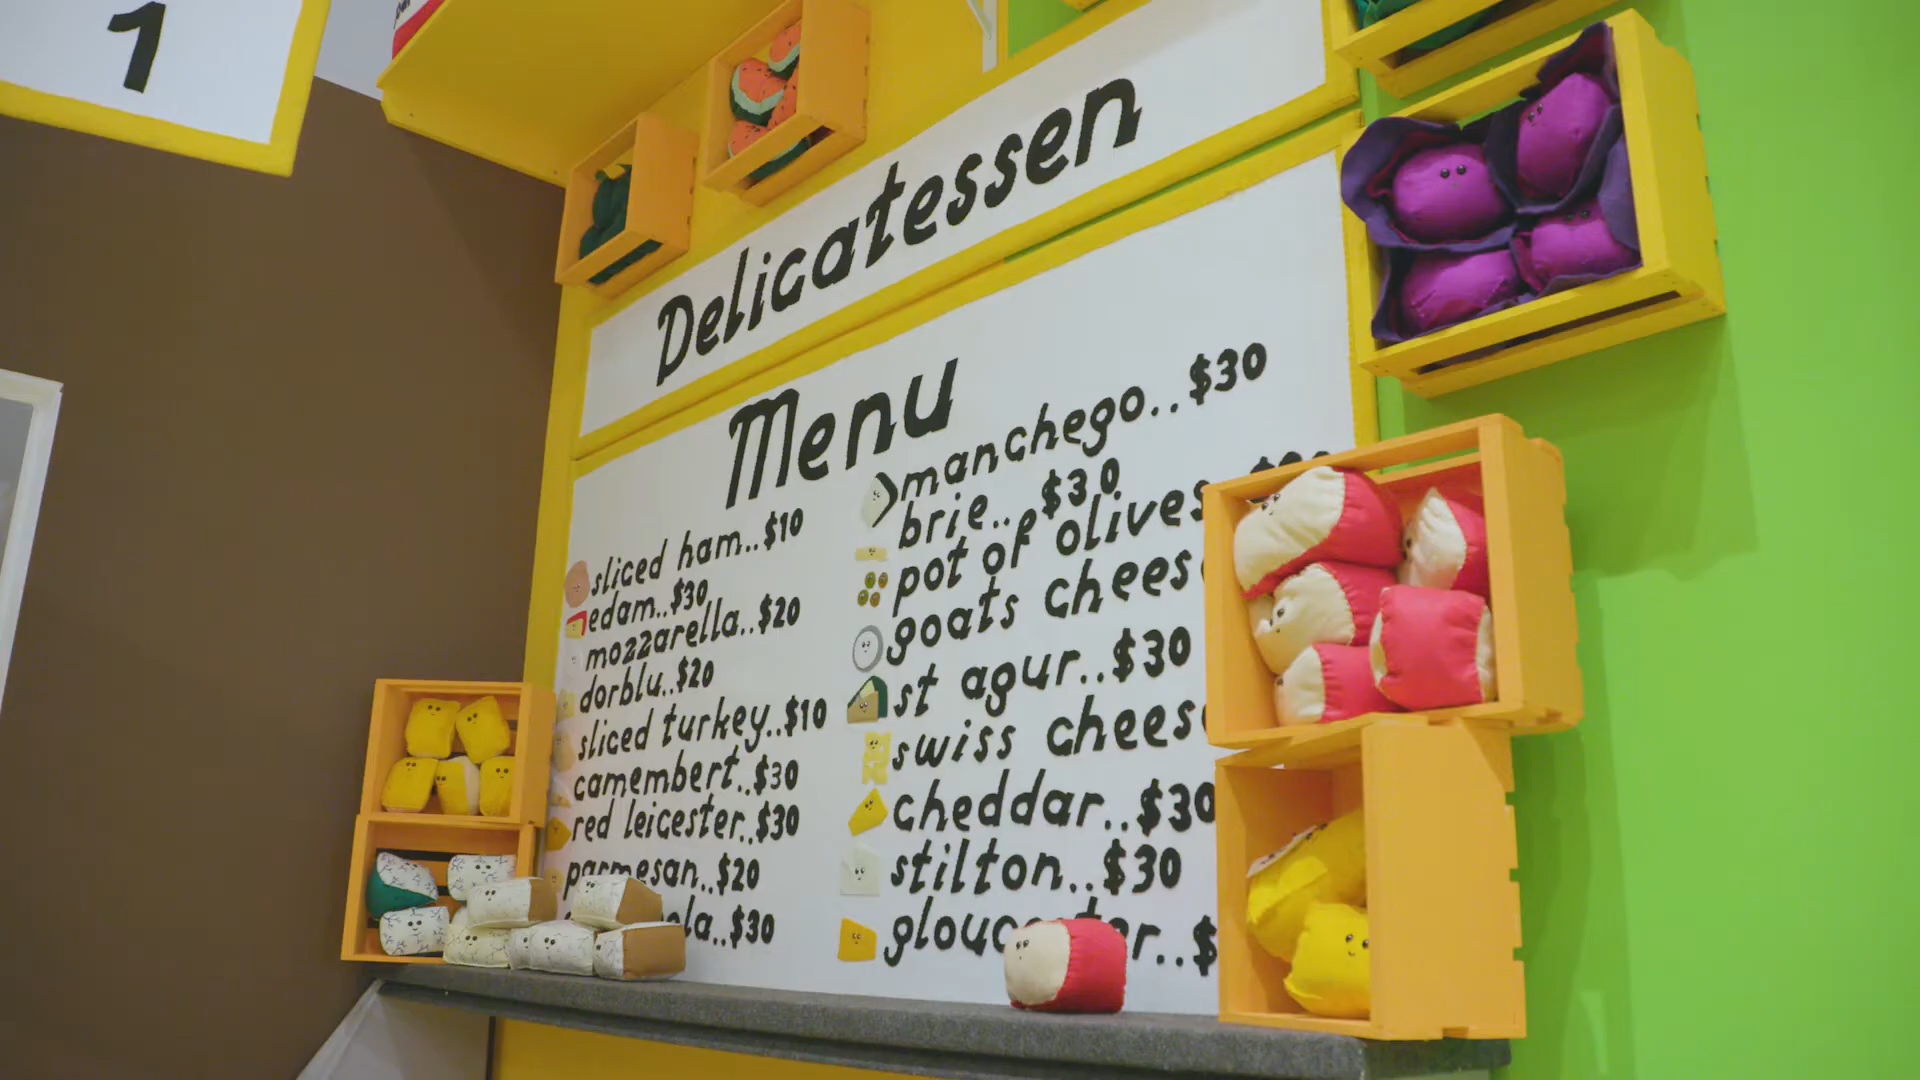 1
Delicatessen
Menu
sliced ham..$10
edam..$30
mozzarella..$20
dorblu..$20
sliced turkey..$10
camembert..$30
red leicester..$30
parmesan..$20
..$30
manchego..$30
brie..$30
pot of olives
goats
st agur..$30
swiss
cheddar..$30
stilton..$30